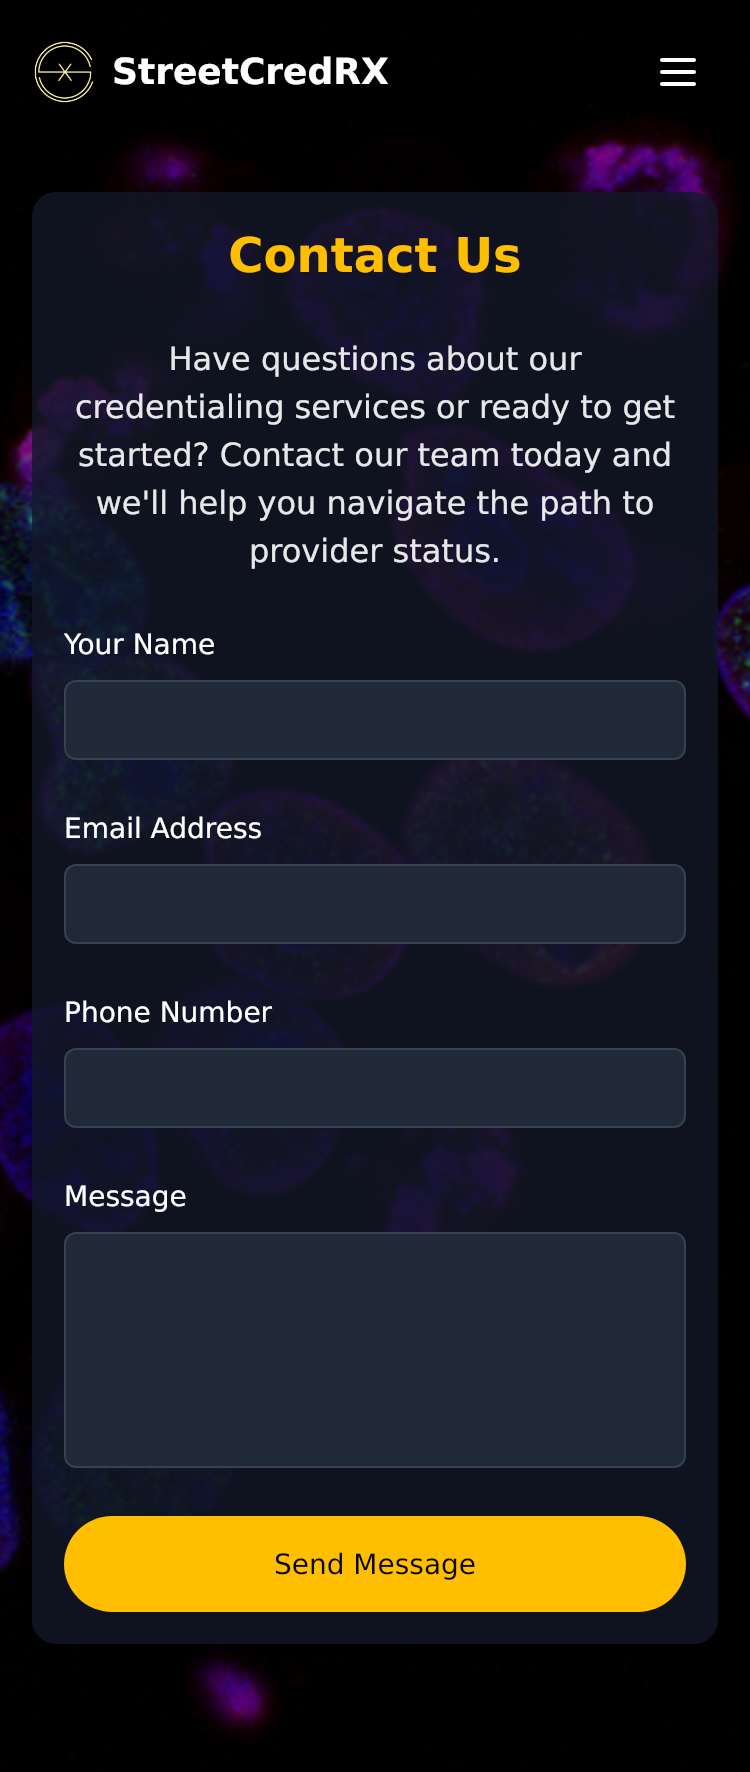 StreetCredRX
Contact Us
Have questions about our
credentialing services or ready to get
started? Contact our team today and
we'll help you navigate the path to
provider status.
Your Name
Email Address
Phone Number
Message
Send Message